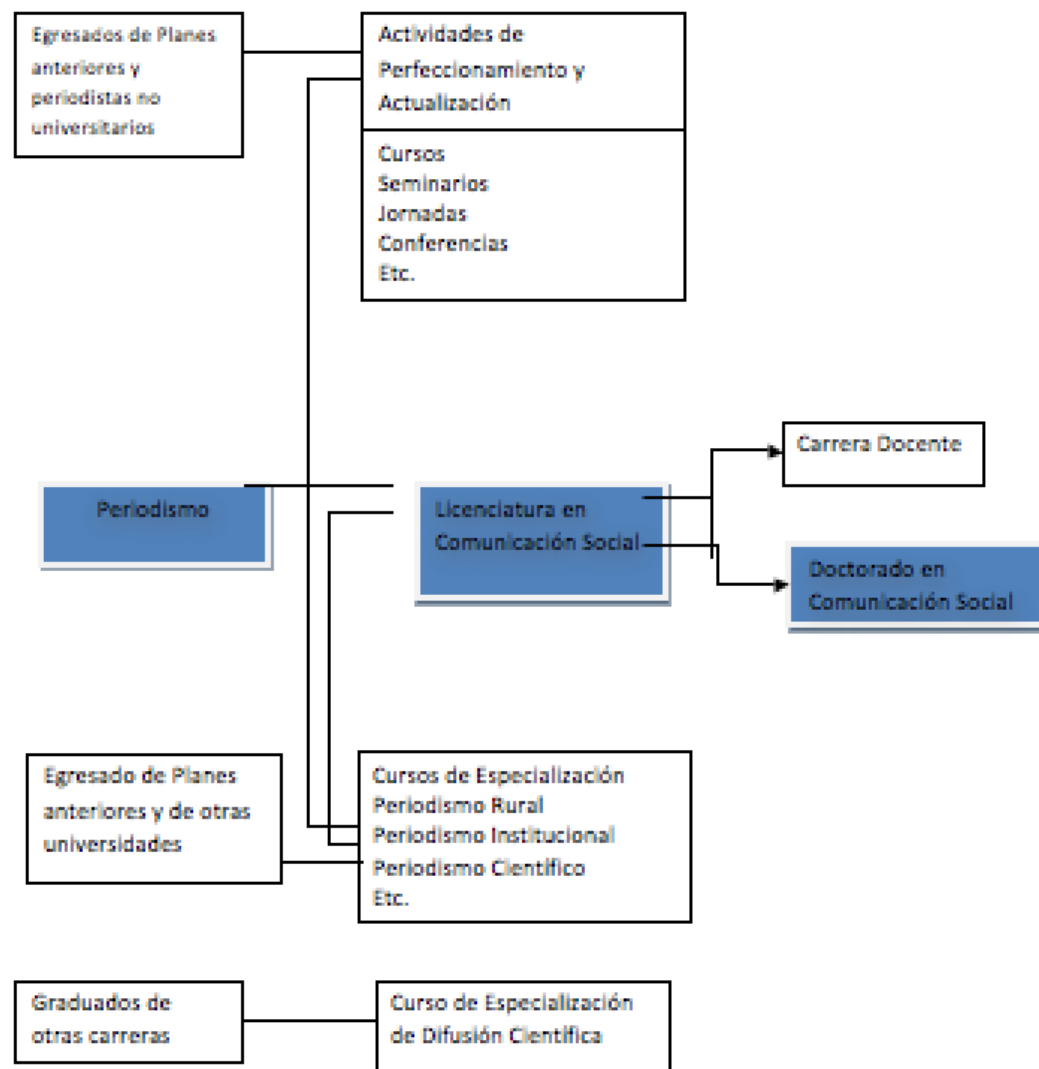 Egresados de Planes
anteriores y
periodistas no
universitarios
Actividades de
Perfeccionamiento y
Actualización
Cursos
Seminarios
Jornadas
Conferencias
Etc.
Periodismo
Licenciatura en
Comunicación Social
Carrera Docente
Doctorado en
Comunicación Social
Egresado de Planes
anteriores y de otras
universidades
Cursos de Especialización
Periodismo Rural
Periodismo Institucional
Periodismo Científico
Etc.
Graduados de
otras carreras
Curso de Especialización
de Difusión Científica